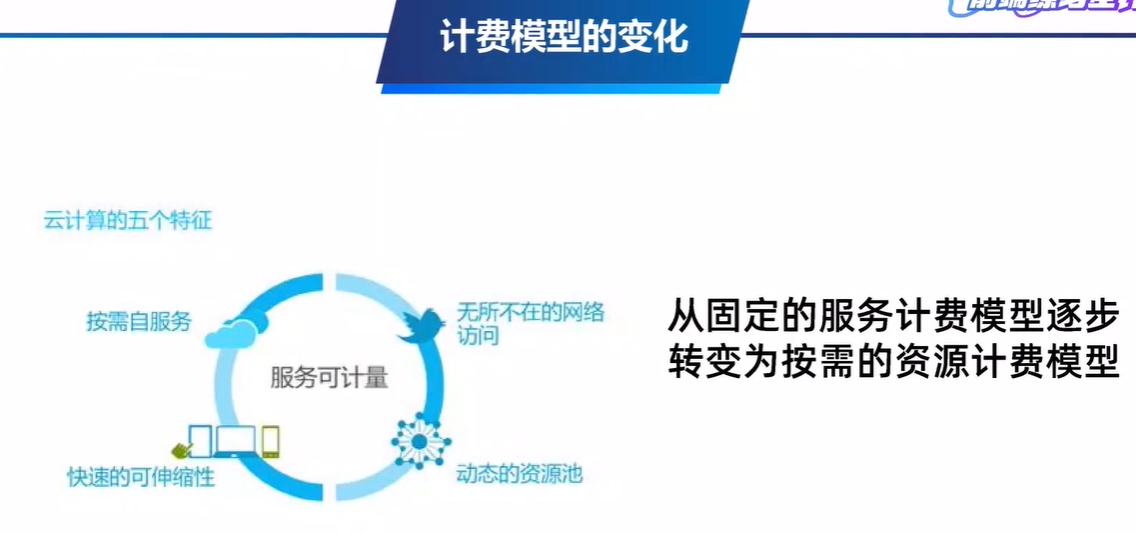 计费模型的变化
云计算的五个特征
按需自服务
无所不在的网络
访问
服务可计量
快速的可伸缩性
动态的资源池
从固定的服务计费模型逐步
转变为按需的资源计费模型